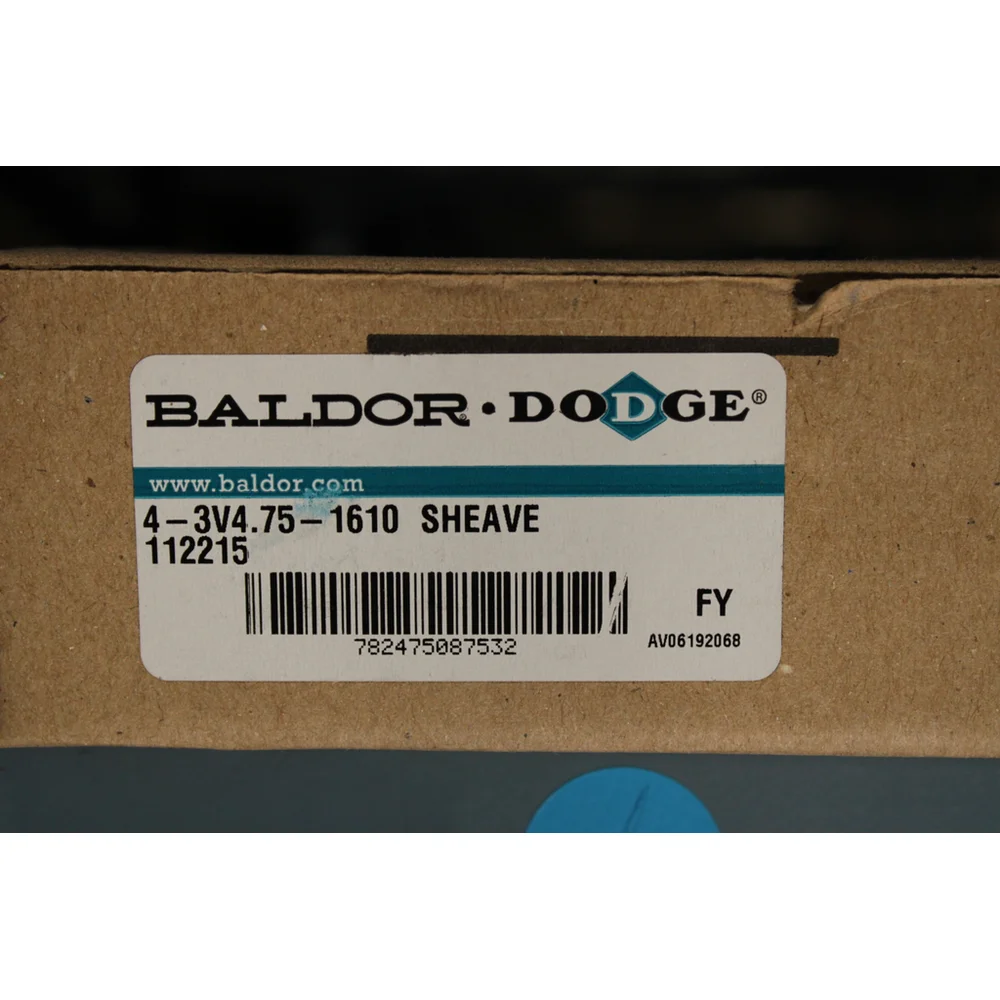 BALDOR® • DODGE®
www.baldor.com
4-3V4.75-1610 SHEAVE
112215
FY
782475087532
AV06192068